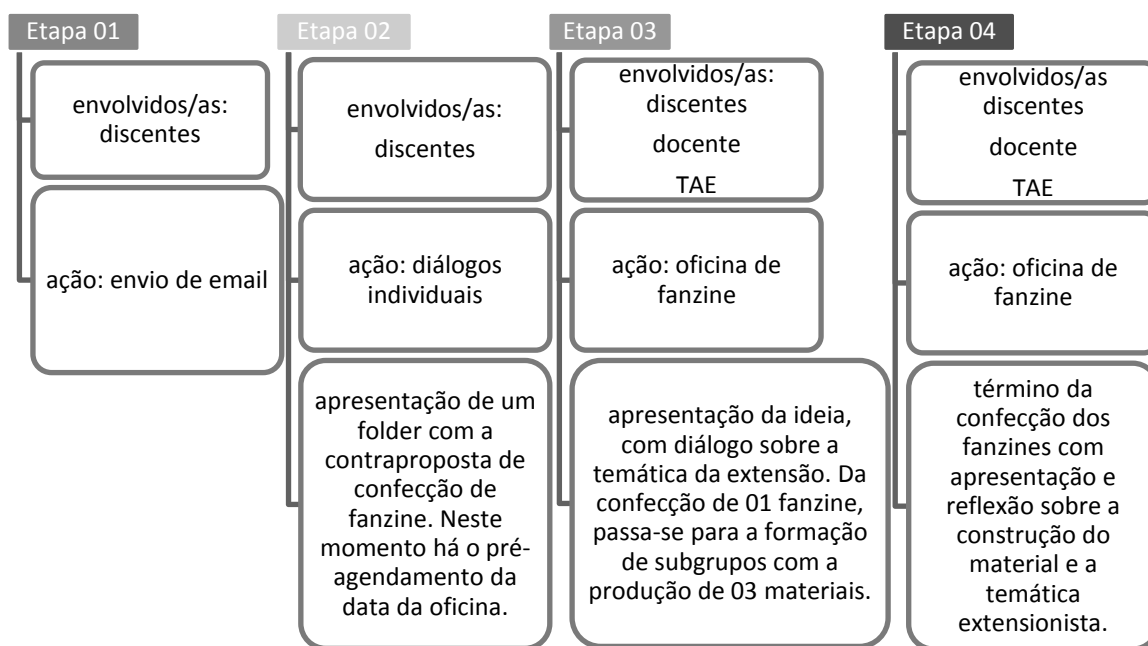 Etapa 01
envolvidos/as:
discentes
ação: envio de email
Etapa 02
envolvidos/as:
discentes
ação: diálogos
individuais
apresentação de um
folder com a
contraproposta de
confecção de
fanzine. Neste
momento há o pré-
agendamento da
data da oficina.
Etapa 03
envolvidos/as:
discentes
docente
TAE
ação: oficina de
fanzine
apresentação da ideia,
com diálogo sobre a
temática da extensão. Da
confecção de 01 fanzine,
passa-se para a formação
de subgrupos com a
produção de 03 materiais.
Etapa 04
envolvidos/as
discentes
docente
TAE
ação: oficina de
fanzine
término da
confecção dos
fanzines com
apresentação e
reflexão sobre a
construção do
material e a
temática
extensionista.